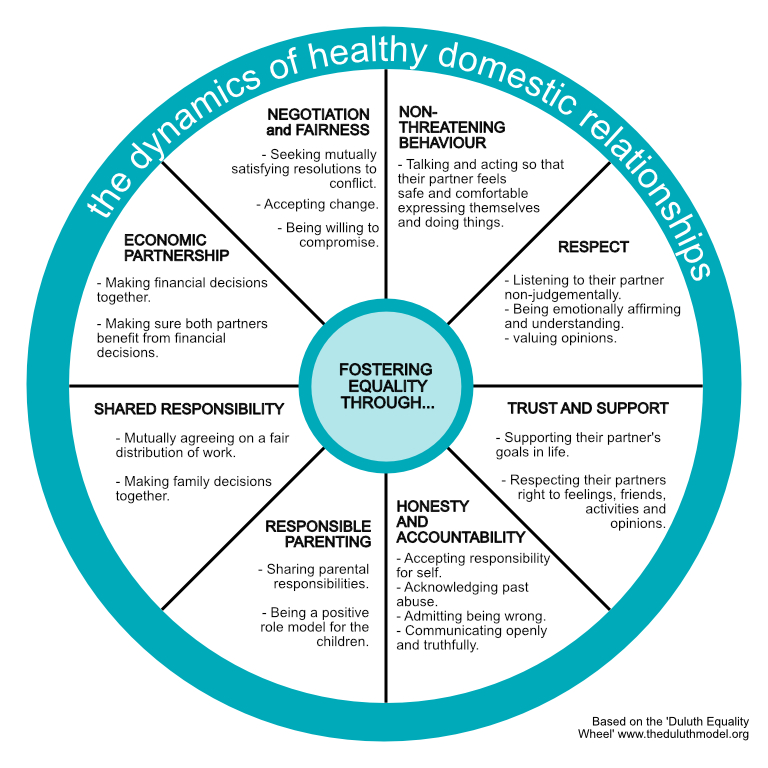 the dynamics of healthy domestic relationships
NEGOTIATION
and FAIRNESS
- Seeking mutually
satisfying resolutions to
conflict.
- Accepting change.
- Being willing to
compromise.
NON-
THREATENING
BEHAVIOUR
- Talking and acting so that
their partner feels
safe and comfortable
expressing themselves
and doing things.
RESPECT
- Listening to their partner
non-judgementally.
- Being emotionally affirming
and understanding.
- valuing opinions.
ECONOMIC
PARTNERSHIP
- Making financial decisions
together.
- Making sure both partners
benefit from financial
decisions.
FOSTERING
EQUALITY
THROUGH...
SHARED RESPONSIBILITY
- Mutually agreeing on a fair
distribution of work.
- Making family decisions
together.
TRUST AND SUPPORT
- Supporting their partner's
goals in life.
- Respecting their partners
right to feelings, friends,
activities and
opinions.
RESPONSIBLE
PARENTING
- Sharing parental
responsibilities.
- Being a positive
role model for the
children.
HONESTY
AND
ACCOUNTABILITY
- Accepting responsibility
for self.
- Acknowledging past
abuse.
- Admitting being wrong.
- Communicating openly
and truthfully.
Based on the 'Duluth Equality
Wheel' www.theduluthmodel.org